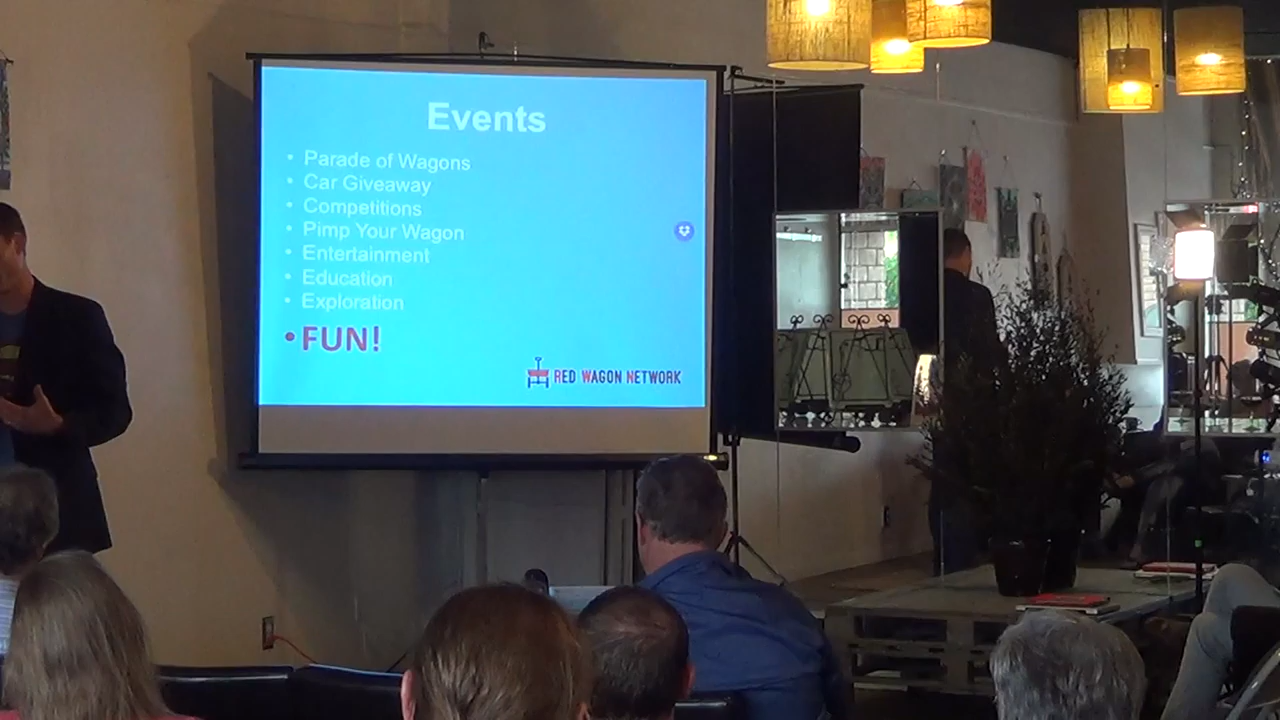 Events
• Parade of Wagons
• Car Giveaway
• Competitions
• Pimp Your Wagon
• Entertainment
• Education
• Exploration
• FUN!
RED WAGON NETWORK